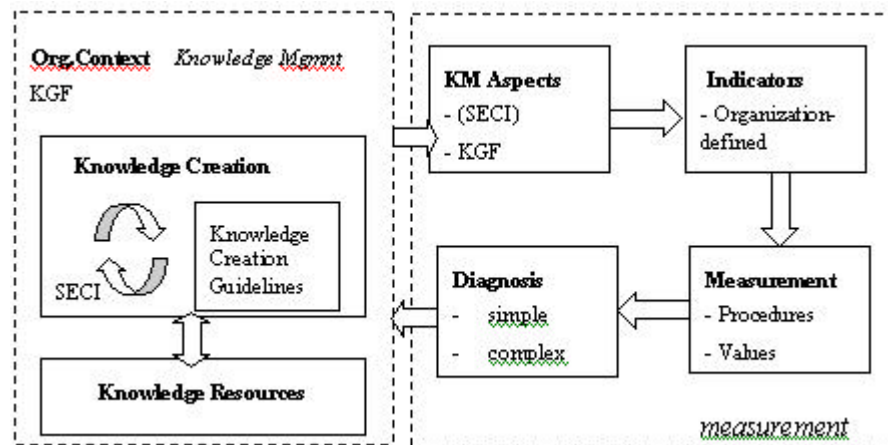 Org.Context Knowledge Mgmnt
KGF
Knowledge Creation
SECI
Knowledge
Creation
Guidelines
Knowledge Resources
KM Aspects
- (SECI)
- KGF
Indicators
- Organization-
defined
Measurement
- Procedures
- Values
Diagnosis
- simple
- complex
measurement